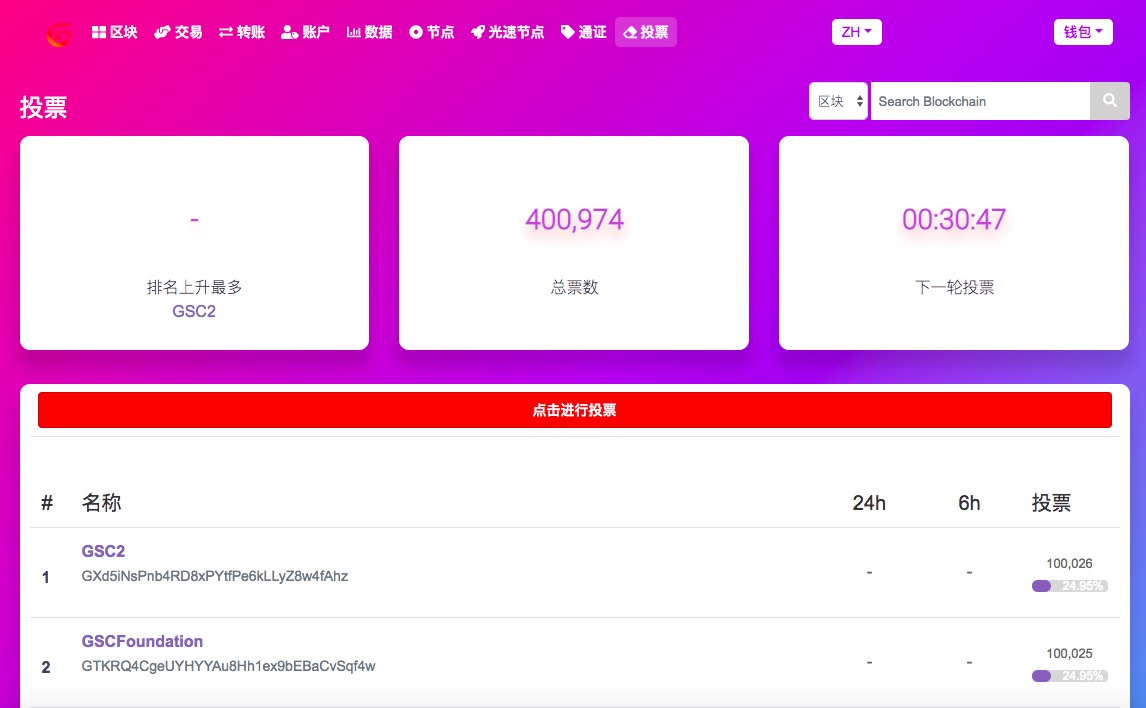 区块 交易 转账 账户 数据 节点 光速节点 通证 投票 ZH 钱包
投票 区块 Search Blockchain
-
排名上升最多
GSC2
400,974
总票数
00:30:47
下一轮投票
点击进行投票
# 名称 24h 6h 投票
GSC2
1 GXd5iNsPnb4RD8xPYtfPe6kLLyZ8w4fAhz - - 100,026
24.95%
GSCFoundation
2 GTKRQ4CgeUYHYYAu8Hh1ex9bEBaCvSqf4w - - 100,025
24.95%